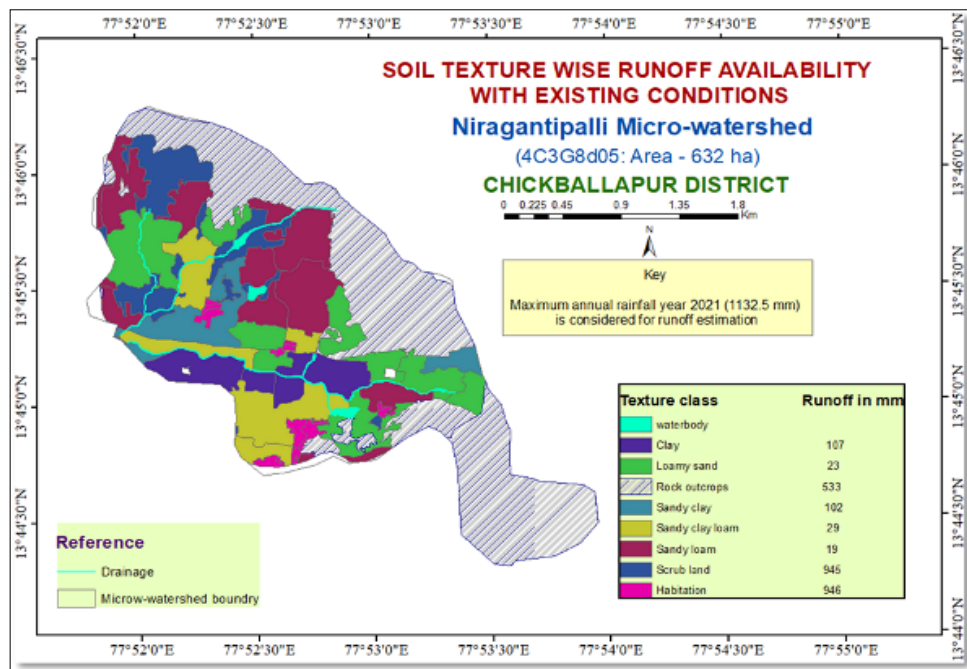 77°52'0"E 77°52'30"E 77°53'0"E 77°53'30"E 77°54'0"E 77°54'30"E 77°55'0"E
13°46'30"N 13°46'0"N 13°45'30"N 13°45'0"N 13°44'30"N 13°44'0"N
SOIL TEXTURE WISE RUNOFF AVAILABILITY
WITH EXISTING CONDITIONS
Niragantipalli Micro-watershed
(4C3G8d05: Area - 632 ha)
CHICKBALLAPUR DISTRICT
0 0.225 0.45 0.9 1.35 1.8
Km
N
Key
Maximum annual rainfall year 2021 (1132.5 mm)
is considered for runoff estimation
Texture class Runoff in mm
waterbody
Clay 107
Loamy sand 23
Rock outcrops 533
Sandy clay 102
Sandy clay loam 29
Sandy loam 19
Scrub land 945
Habitation 946
Reference
Drainage
Microw-watershed boundry
13°46'30"N 13°46'0"N 13°45'30"N 13°45'0"N 13°44'30"N 13°44'0"N
77°52'0"E 77°52'30"E 77°53'0"E 77°53'30"E 77°54'0"E 77°54'30"E 77°55'0"E